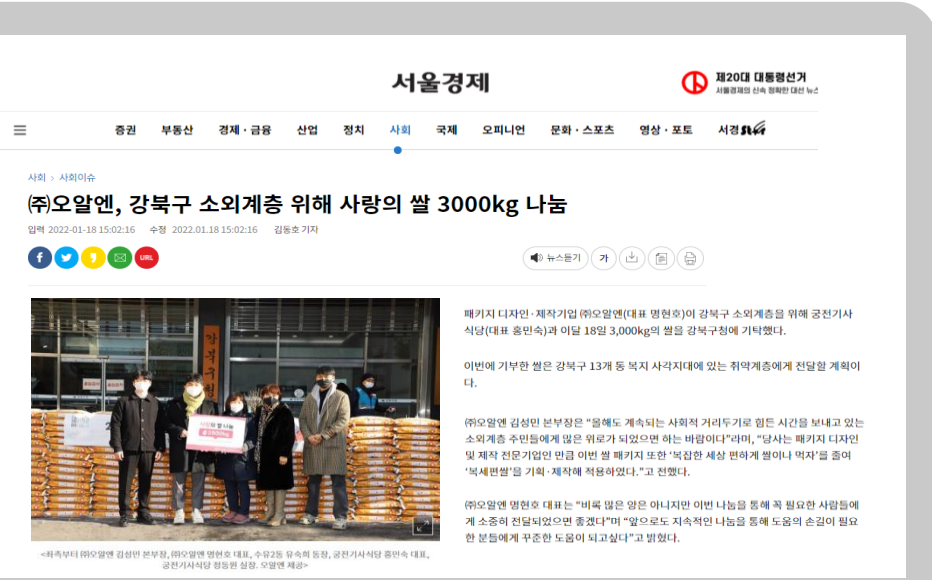 서울경제
제20대 대통령선거
서울경제의 신속 정확한 대선 뉴스
증권 부동산 경제·금융 산업 정치 사회 국제 오피니언 문화·스포츠 영상·포토 서경
사회 > 사회이슈
㈜오알엔, 강북구 소외계층 위해 사랑의 쌀 3000kg 나눔
입력 2022-01-18 15:02:16 수정 2022.01.18 15:02:16 김동호 기자
URL 뉴스듣기 가
강북구청
패키지 디자인·제작기업 ㈜오알엔(대표 명현호)이 강북구 소외계층을 위해 궁전기사
식당(대표 홍민숙)과 이달 18일 3,000kg의 쌀을 강북구청에 기탁했다.
이번에 기부한 쌀은 강북구 13개 동 복지 사각지대에 있는 취약계층에게 전달할 계획이
다.
㈜오알엔 김성민 본부장은 “올해도 계속되는 사회적 거리두기로 힘든 시간을 보내고 있는
소외계층 주민들에게 많은 위로가 되었으면 하는 바람이다”라며, “당사는 패키지 디자인
및 제작 전문기업인 만큼 이번 쌀 패키지 또한 ‘복잡한 세상 편하게 쌀이나 먹자’를 줄여
‘복세편쌀’을 기획·제작해 적용하였다.”고 전했다.
㈜오알엔 명현호 대표는 “비록 많은 양은 아니지만 이번 나눔을 통해 꼭 필요한 사람들에
게 소중히 전달되었으면 좋겠다”며 “앞으로도 지속적인 나눔을 통해 도움의 손길이 필요
한 분들에게 꾸준한 도움이 되고싶다”고 밝혔다.
<좌측부터 ㈜오알엔 김성민 본부장, ㈜오알엔 명현호 대표, 수유2동 유숙희 동장, 궁전기사식당 홍민숙 대표,
궁전기사식당 정동원 실장. 오알엔 제공>